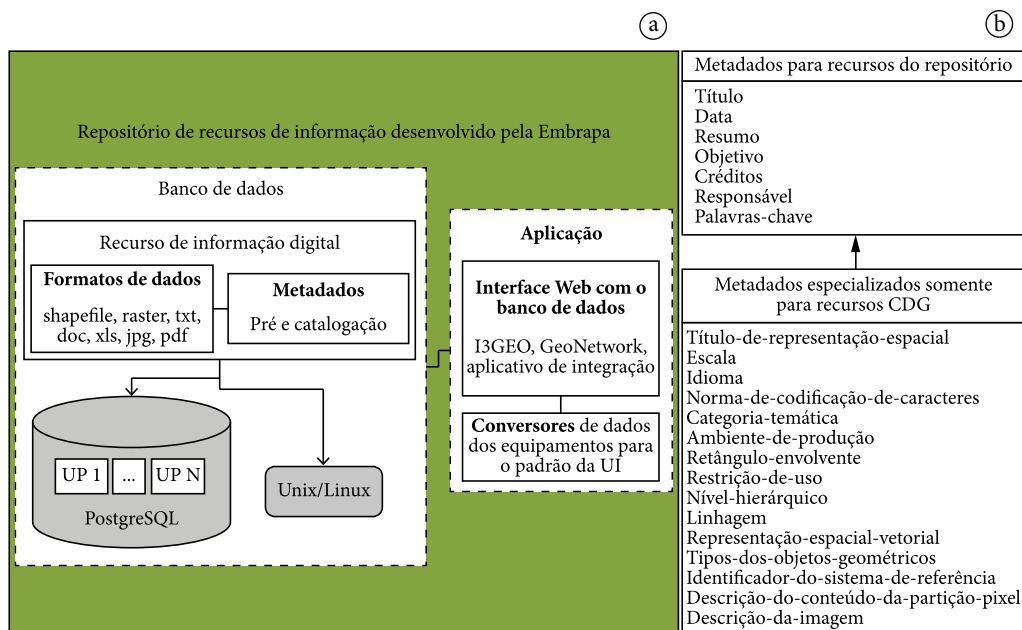 a
Repositório de recursos de informação desenvolvido pela Embrapa
Banco de dados
Recurso de informação digital
Formatos de dados
shapefile, raster, txt,
doc, xls, jpg, pdf
Metadados
Pré e catalogação
UP 1
...
UP N
PostgreSQL
Unix/Linux
Aplicação
Interface Web com o
banco de dados
I3GEO, GeoNetwork,
aplicativo de integração
Conversores de dados
dos equipamentos para
o padrão da UI
b
Metadados para recursos do repositório
Título
Data
Resumo
Objetivo
Créditos
Responsável
Palavras-chave
Metadados especializados somente
para recursos CDG
Título-de-representação-espacial
Escala
Idioma
Norma-de-codificação-de-caracteres
Categoria-temática
Ambiente-de-produção
Retângulo-envolvente
Restrição-de-uso
Nível-hierárquico
Linhagem
Representação-espacial-vetorial
Tipos-dos-objetos-geométricos
Identificador-do-sistema-de-referência
Descrição-do-conteúdo-da-partição-pixel
Descrição-da-imagem